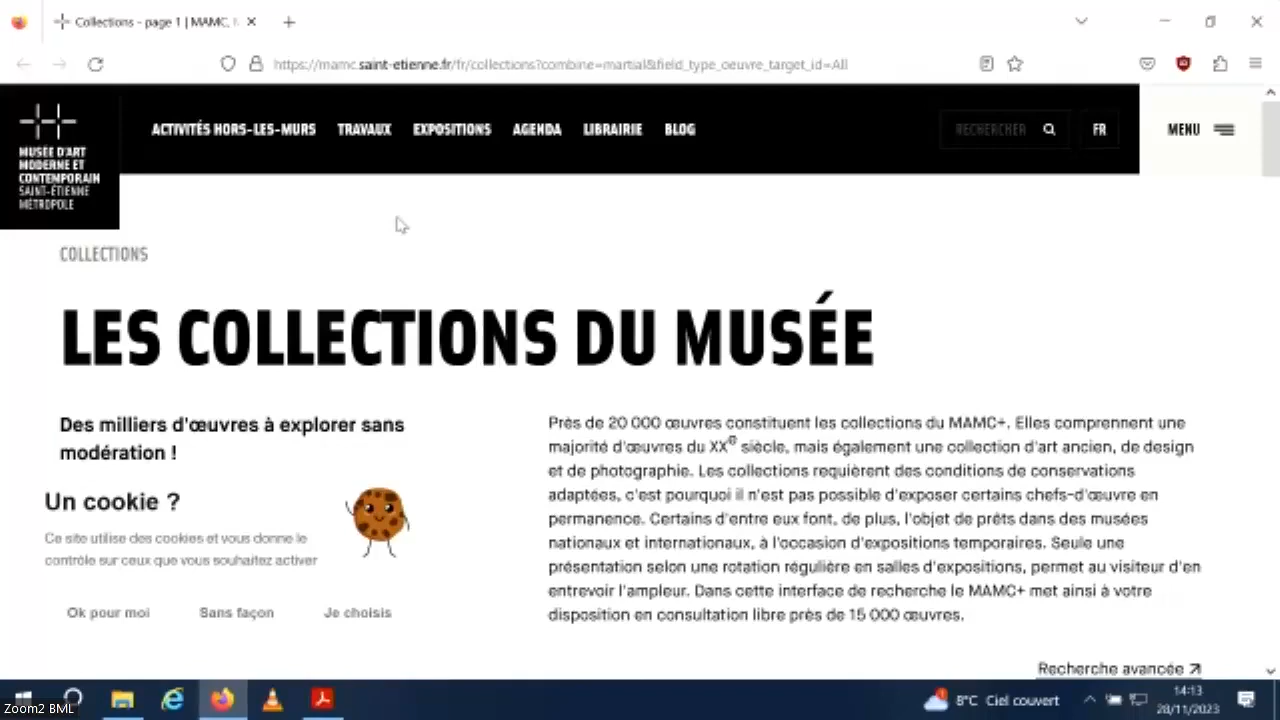 Collections - page 1 | MAMC,
https://mamc.saint-etienne.fr/fr/collections?combine=martial&field_type_oeuvre_target_id=All
MUSÉE D'ART
MODERNE ET
CONTEMPORAIN
SAINT-ÉTIENNE
MÉTROPOLE
ACTIVITÉS HORS-LES-MURS TRAVAUX EXPOSITIONS AGENDA LIBRAIRIE BLOG
RECHERCHER
FR
MENU
COLLECTIONS
LES COLLECTIONS DU MUSÉE
Des milliers d'œuvres à explorer sans
modération !
Un cookie ?
Ce site utilise des cookies et vous donne le
contrôle sur ceux que vous souhaitez activer
Ok pour moi Sans façon Je choisis
Près de 20 000 œuvres constituent les collections du MAMC+. Elles comprennent une
majorité d'œuvres du XXe siècle, mais également une collection d'art ancien, de design
et de photographie. Les collections requièrent des conditions de conservations
adaptées, c'est pourquoi il n'est pas possible d'exposer certains chefs-d'œuvre en
permanence. Certains d'entre eux font, de plus, l'objet de prêts dans des musées
nationaux et internationaux, à l'occasion d'expositions temporaires. Seule une
présentation selon une rotation régulière en salles d'expositions, permet au visiteur d'en
entrevoir l'ampleur. Dans cette interface de recherche le MAMC+ met ainsi à votre
disposition en consultation libre près de 15 000 œuvres.
Recherche avancée
8°C Ciel couvert
14:13
28/11/2023
Zoom2 BML